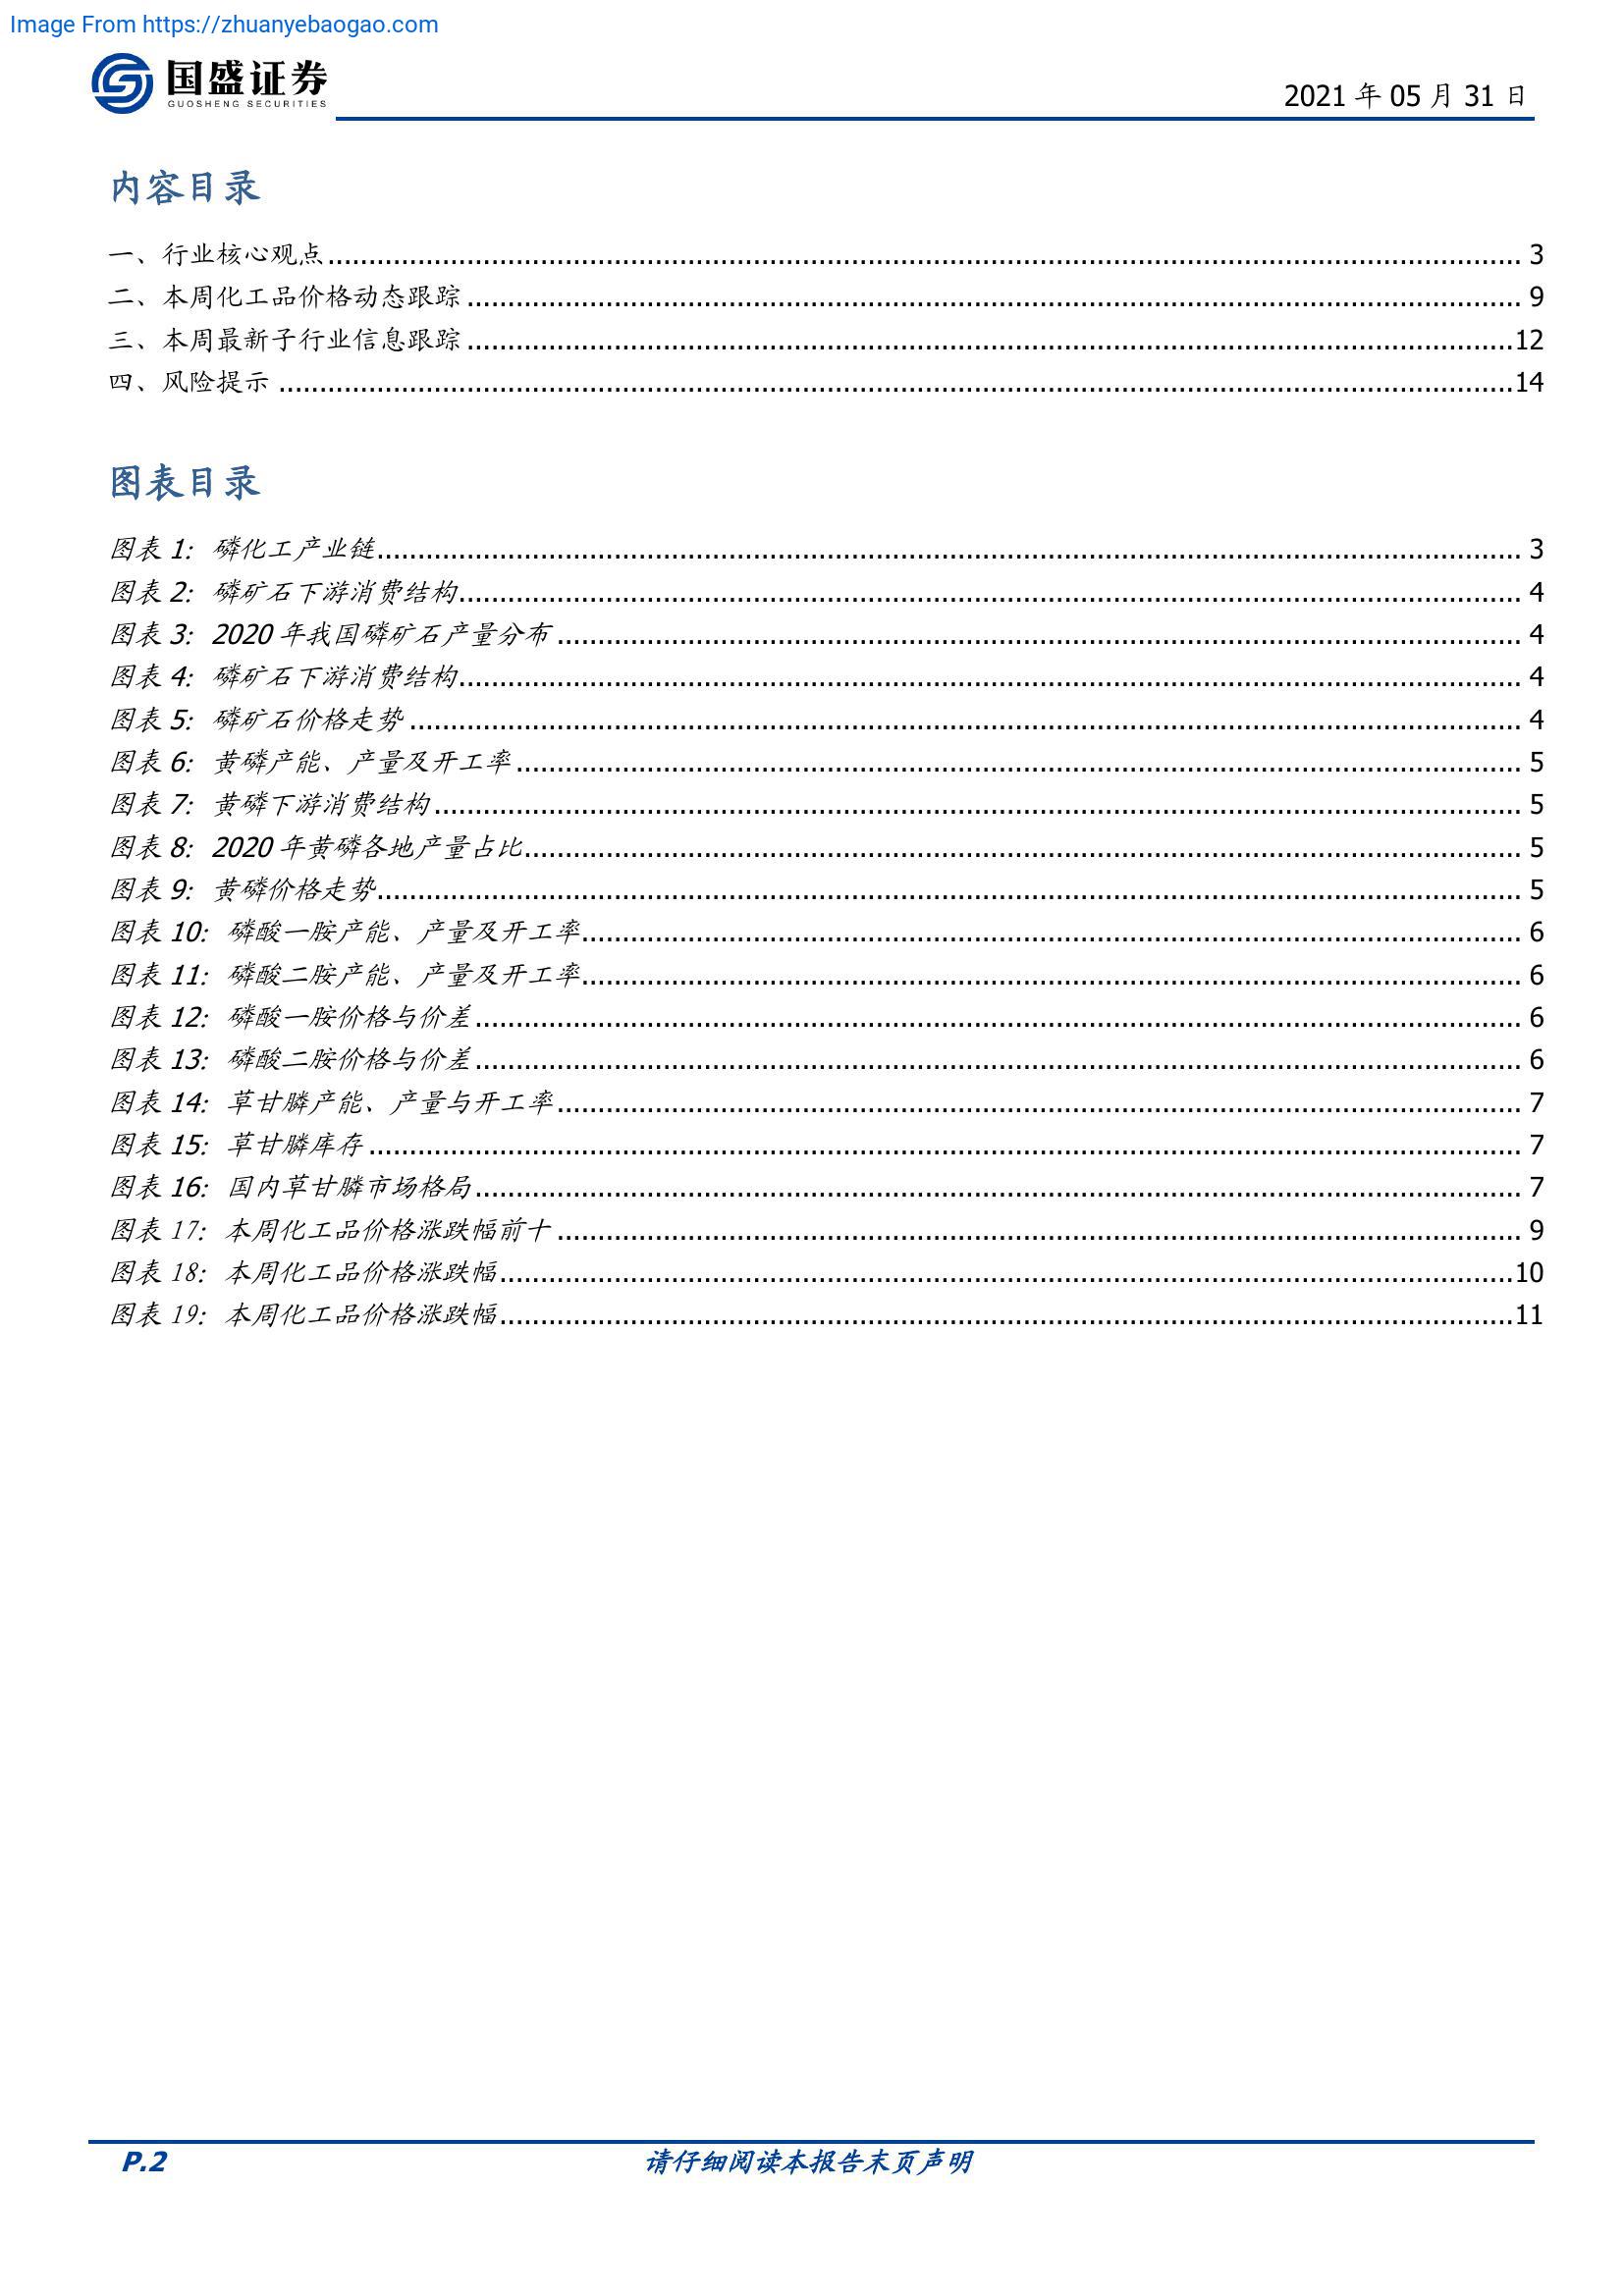 Image From https://zhuanyebaogao.com
国盛证券
GUOSHENG SECURITIES
2021 年 05 月 31 日
内容目录
一、行业核心观点 3
二、本周化工品价格动态跟踪 9
三、本周最新子行业信息跟踪 12
四、风险提示 14
图表目录
图表 1: 磷化工产业链 3
图表 2: 磷矿石下游消费结构 4
图表 3: 2020 年我国磷矿石产量分布 4
图表 4: 磷矿石下游消费结构 4
图表 5: 磷矿石价格走势 4
图表 6: 黄磷产能、产量及开工率 5
图表 7: 黄磷下游消费结构 5
图表 8: 2020 年黄磷各地产量占比 5
图表 9: 黄磷价格走势 5
图表 10: 磷酸一胺产能、产量及开工率 6
图表 11: 磷酸二胺产能、产量及开工率 6
图表 12: 磷酸一胺价格与价差 6
图表 13: 磷酸二胺价格与价差 6
图表 14: 草甘膦产能、产量与开工率 7
图表 15: 草甘膦库存 7
图表 16: 国内草甘膦市场格局 7
图表 17: 本周化工品价格涨跌幅前十 9
图表 18: 本周化工品价格涨跌幅 10
图表 19: 本周化工品价格涨跌幅 11
P.2 请仔细阅读本报告末页声明